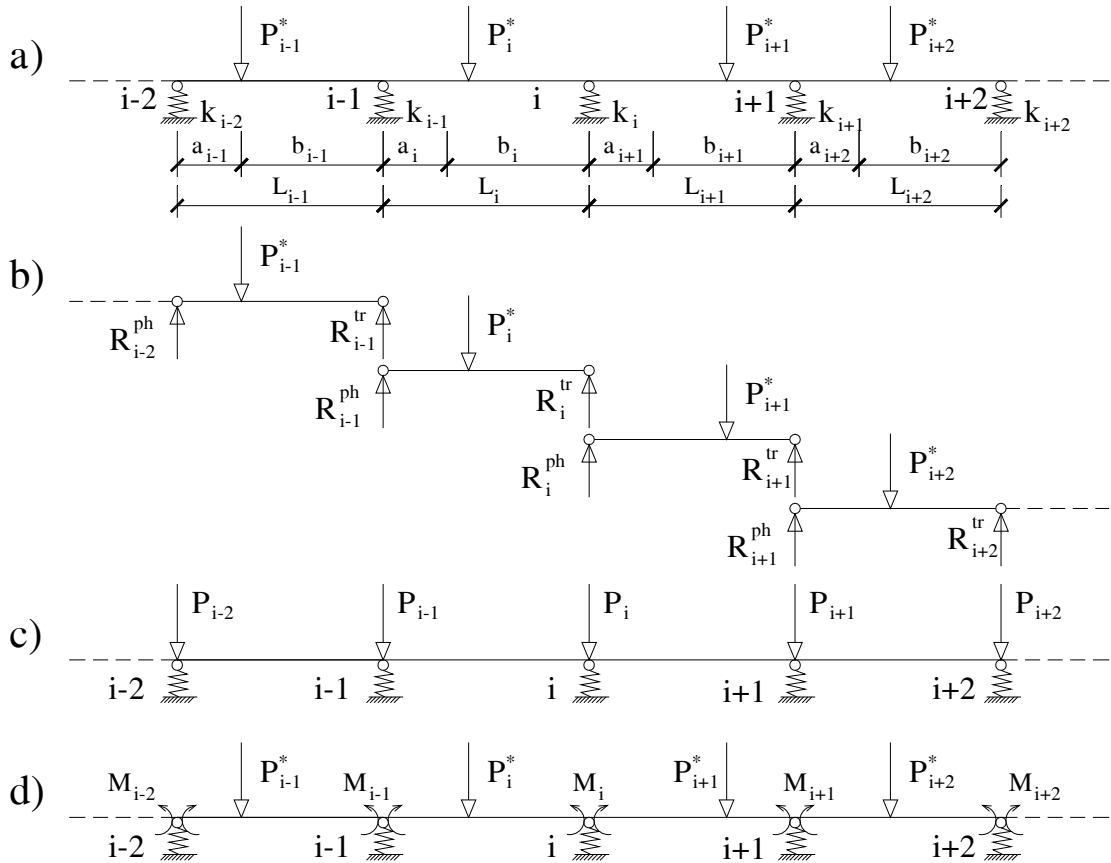 a)
P*i-1 P*i P*i+1 P*i+2
i-2 i-1 i i+1 i+2
ki-2 ki-1 ki ki+1 ki+2
ai-1 bi-1 ai bi ai+1 bi+1 ai+2 bi+2
Li-1 Li Li+1 Li+2
b)
P*i-1
Rphi-2 Rtri-1 P*i
Rphi-1 Rtri P*i+1
Rphi Rtri+1 P*i+2
Rphi+1 Rtri+2
c)
Pi-2 Pi-1 Pi Pi+1 Pi+2
i-2 i-1 i i+1 i+2
d)
Mi-2 P*i-1 Mi-1 P*i Mi P*i+1 Mi+1 P*i+2 Mi+2
i-2 i-1 i i+1 i+2